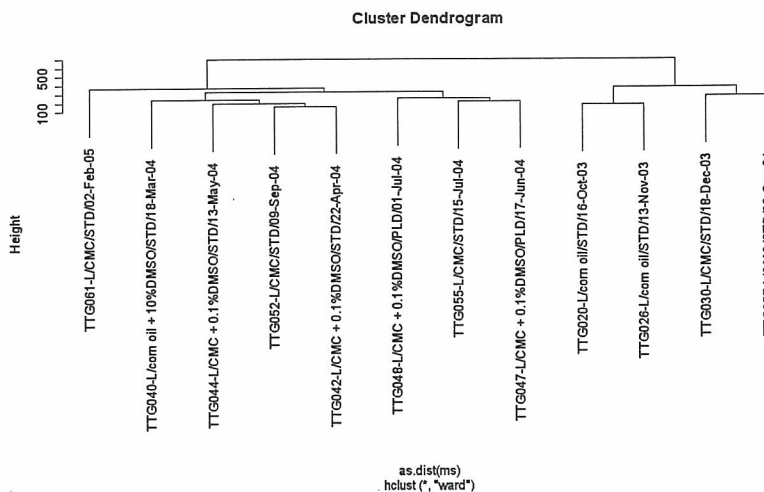 Cluster Dendrogram
Height
500
100
TTG061-L/CMC/STD/02-Feb-05
TTG040-L/corn oil + 10%DMSO/STD/18-Mar-04
TTG044-L/CMC + 0.1%DMSO/STD/13-May-04
TTG052-L/CMC/STD/09-Sep-04
TTG042-L/CMC + 0.1%DMSO/STD/22-Apr-04
TTG048-L/CMC + 0.1%DMSO/PLD/01-Jul-04
TTG055-L/CMC/STD/15-Jul-04
TTG047-L/CMC + 0.1%DMSO/PLD/17-Jun-04
TTG020-L/corn oil/STD/16-Oct-03
TTG026-L/corn oil/STD/13-Nov-03
TTG030-L/CMC/STD/18-Dec-03
as.dist(ms)
hclust (*, "ward")